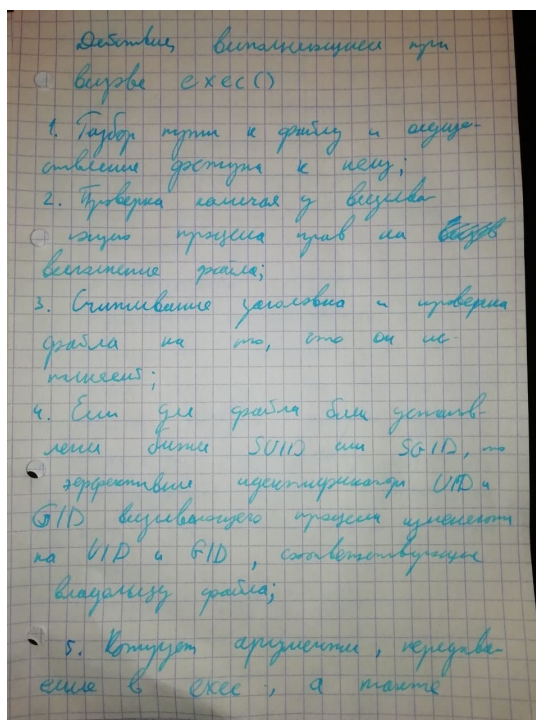 Действия, выполняющиеся при
вызове exec()
1. Разбор пути к файлу и осуще-
ствление доступа к нему;
2. Проверка наличия у вызыва-
ющего процесса прав на
выполнение файла;
3. Считывание заголовка и проверка
файла на то, что он ис-
полняемый;
4. Если для файла были установ-
лены биты SUID или SGID, то
эффективные идентификаторы UID и
GID вызывающего процесса изменяются
на UID и GID, соответствующие
владельцу файла;
5. Копирует аргументы, передава-
емые в exec, а также